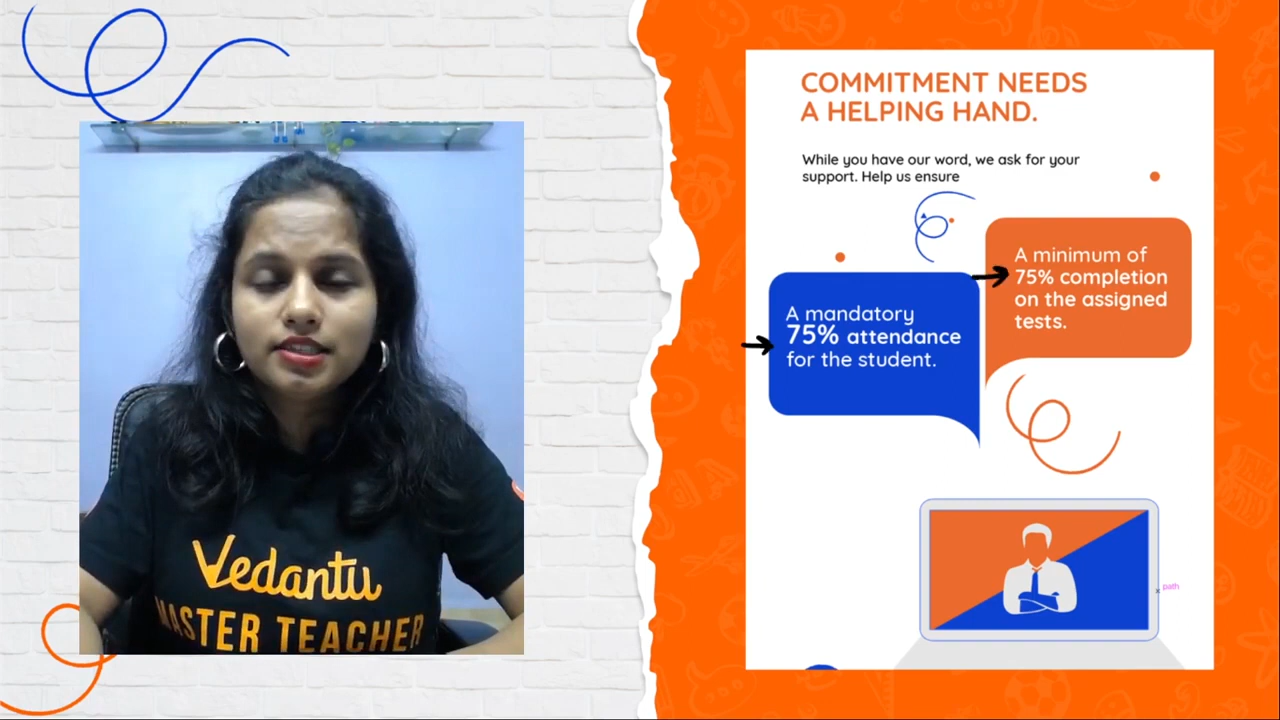 Vedantu
MASTER TEACHER
COMMITMENT NEEDS
A HELPING HAND.
While you have our word, we ask for your
support. Help us ensure
A minimum of
75% completion
on the assigned
tests.
A mandatory
75% attendance
for the student.
path